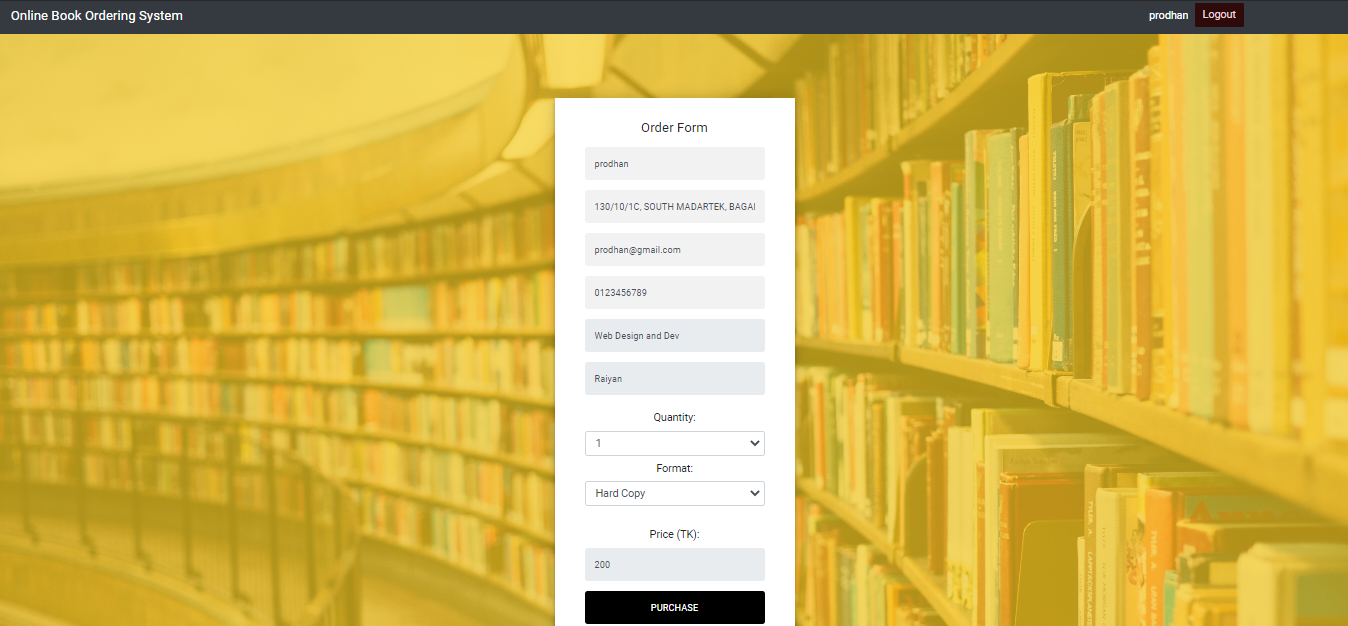 Online Book Ordering System
prodhan Logout
Order Form
prodhan
130/10/1C, SOUTH MADARTEK, BAGAI
prodhan@gmail.com
0123456789
Web Design and Dev
Raiyan
Quantity:
1
Format:
Hard Copy
Price (TK):
200
PURCHASE